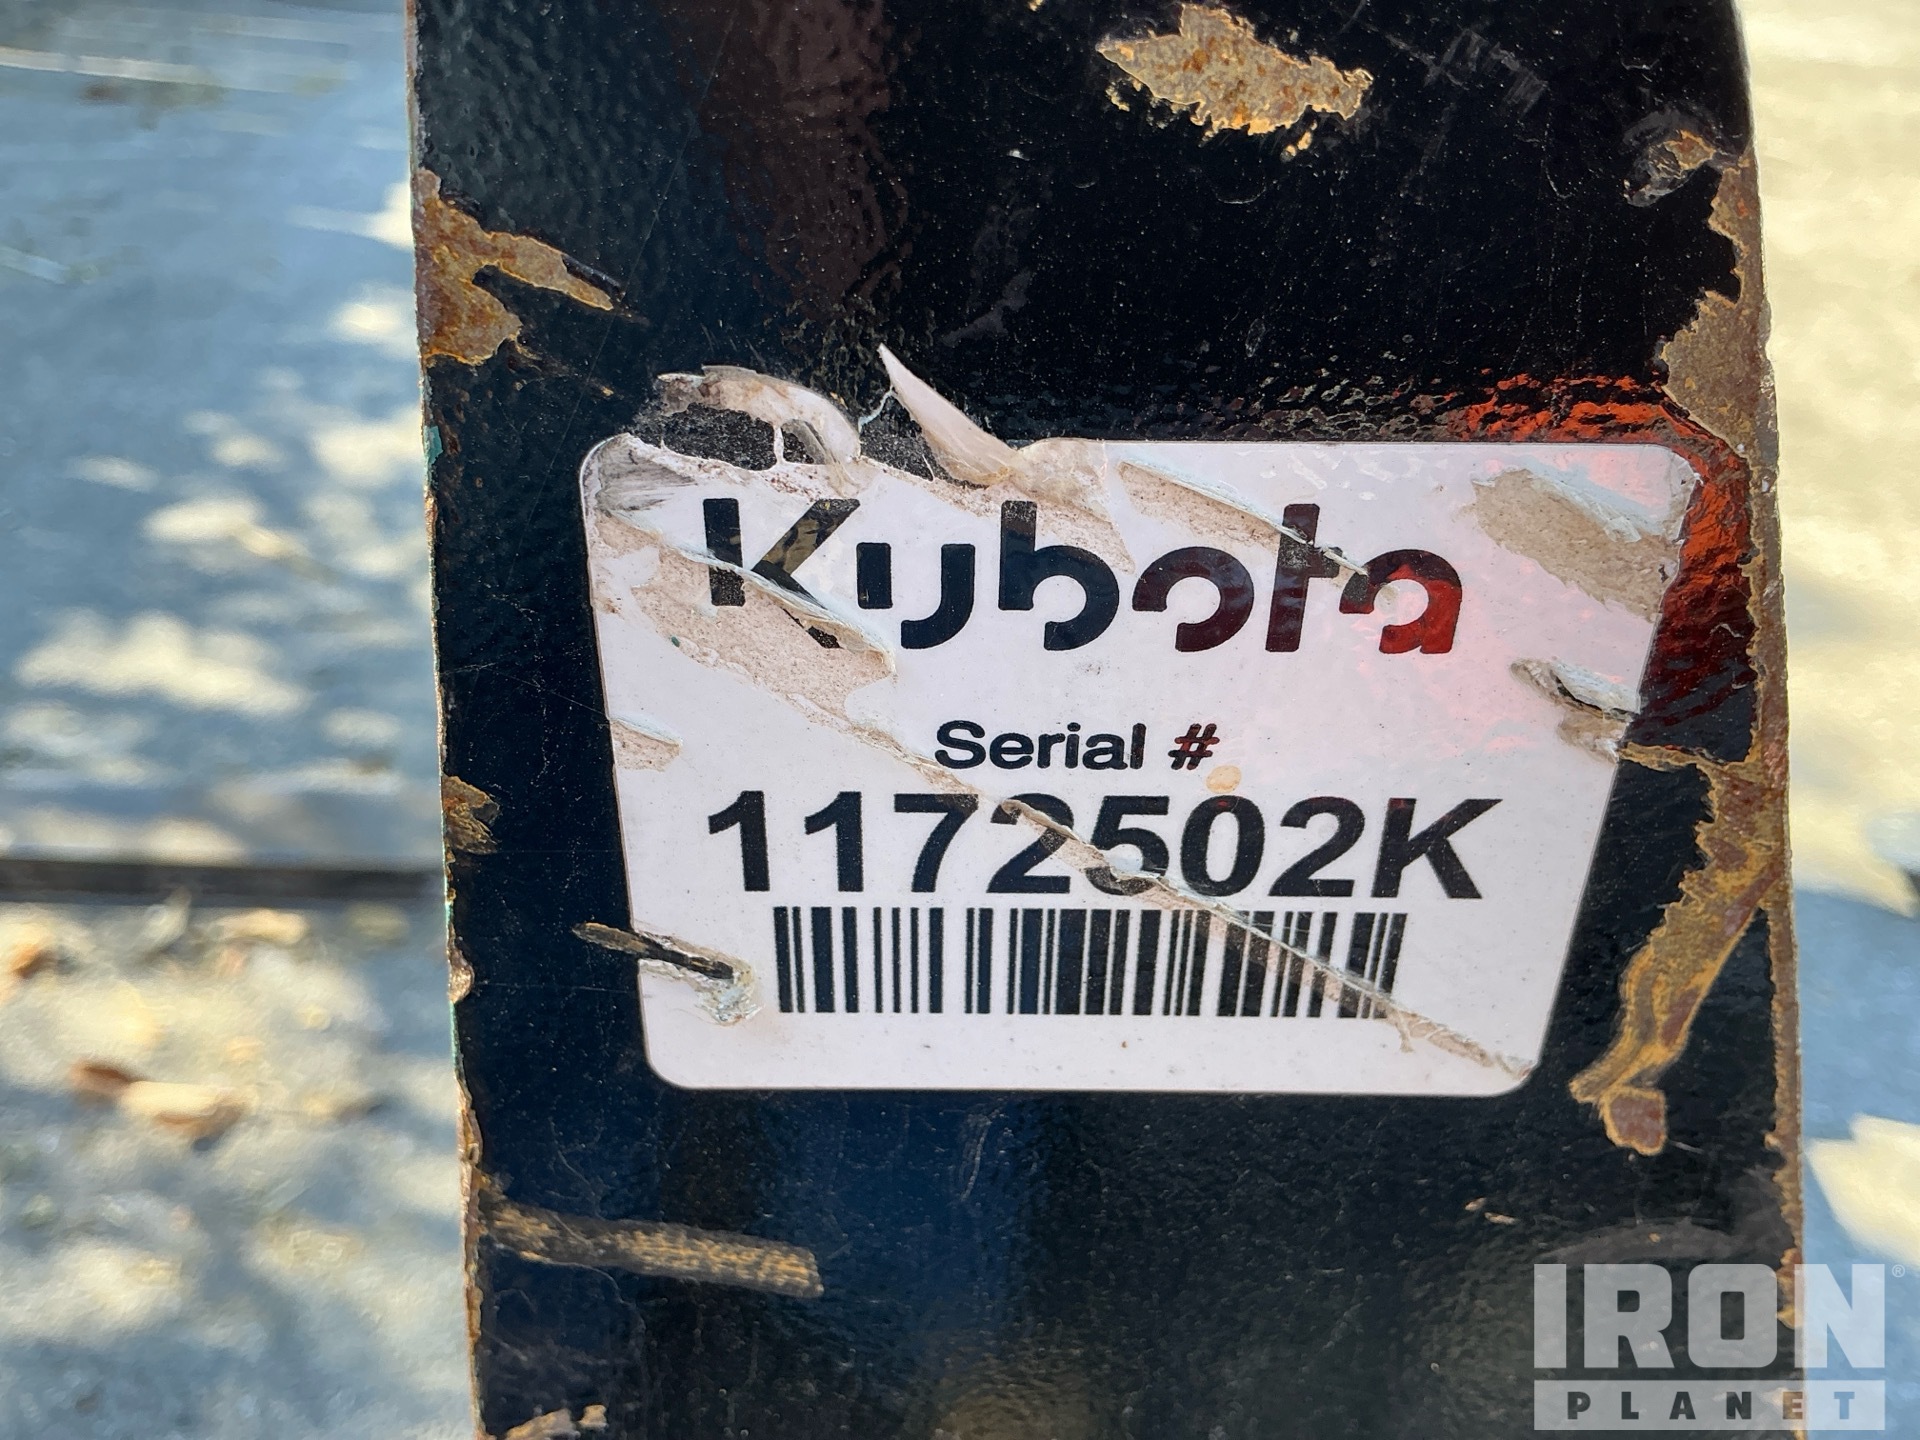 Kubota
Serial #
1172502K
IRON®
PLANET